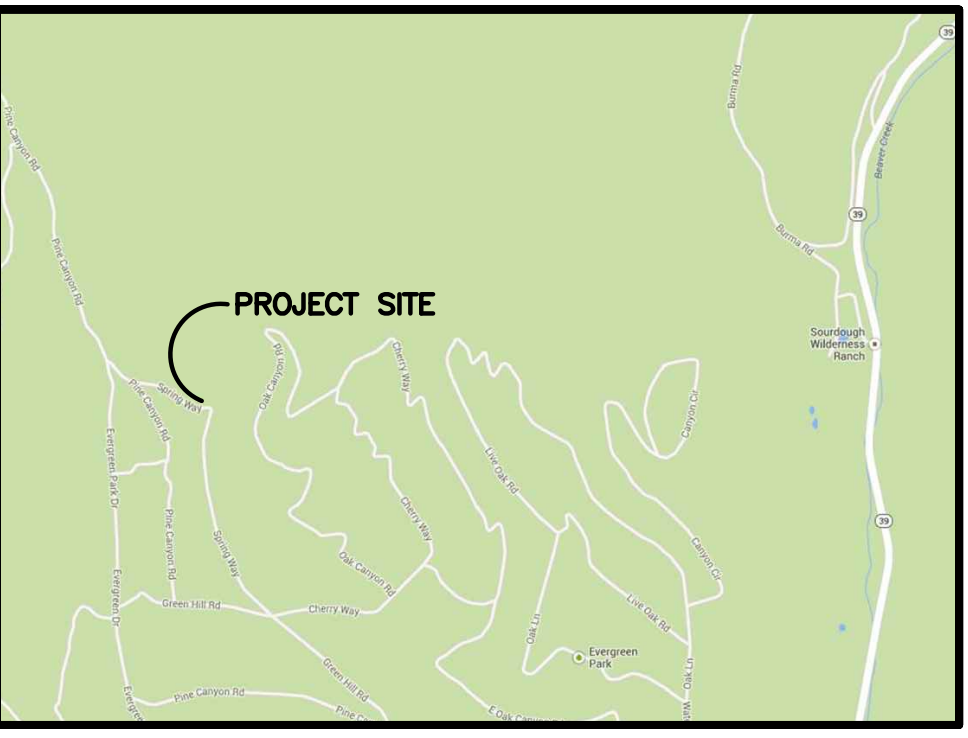 39
Burma Rd
Pine Canyon Rd
Beaver Creek
39
Burma Rd
Pine Canyon Rd
PROJECT SITE
Sourdough
Wilderness
Ranch
Oak Canyon Rd
Cherry Way
Spring Way
Pine Canyon Rd
Canyon Cir
Evergreen Park Dr
Live Oak Rd
Cherry Way
39
Pine Canyon Rd
Spring Way
Canyon Cir
Oak Canyon Rd
Evergreen Dr
Green Hill Rd
Cherry Way
Live Oak Rd
Oak Ln
Evergreen
Park
Green Hill Rd
Oak Ln
Pine Canyon Rd